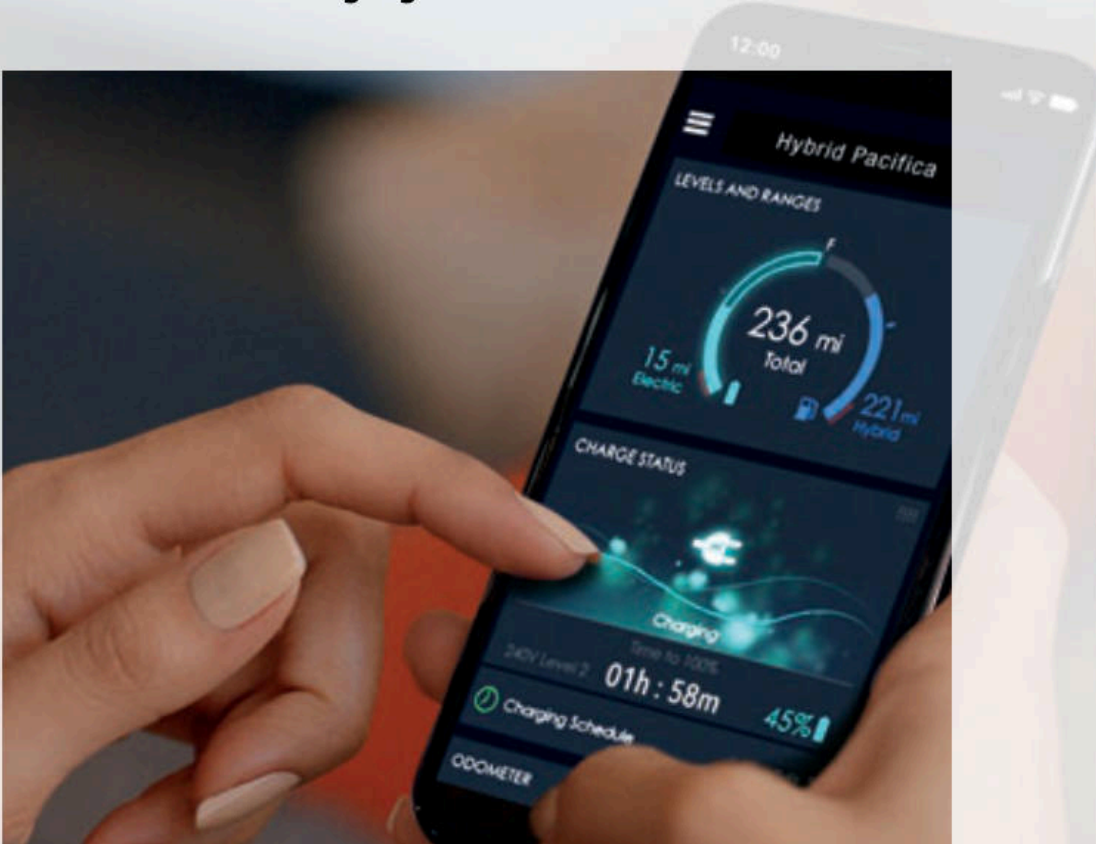 12:00
Hybrid Pacifica
LEVELS AND RANGES
F
236 mi
Total
15 mi
Electric
221 mi
Hybrid
CHARGE STATUS
Charging
Time to 100%
240V Level 2
01h : 58m
45%
Charging Schedule
ODOMETER